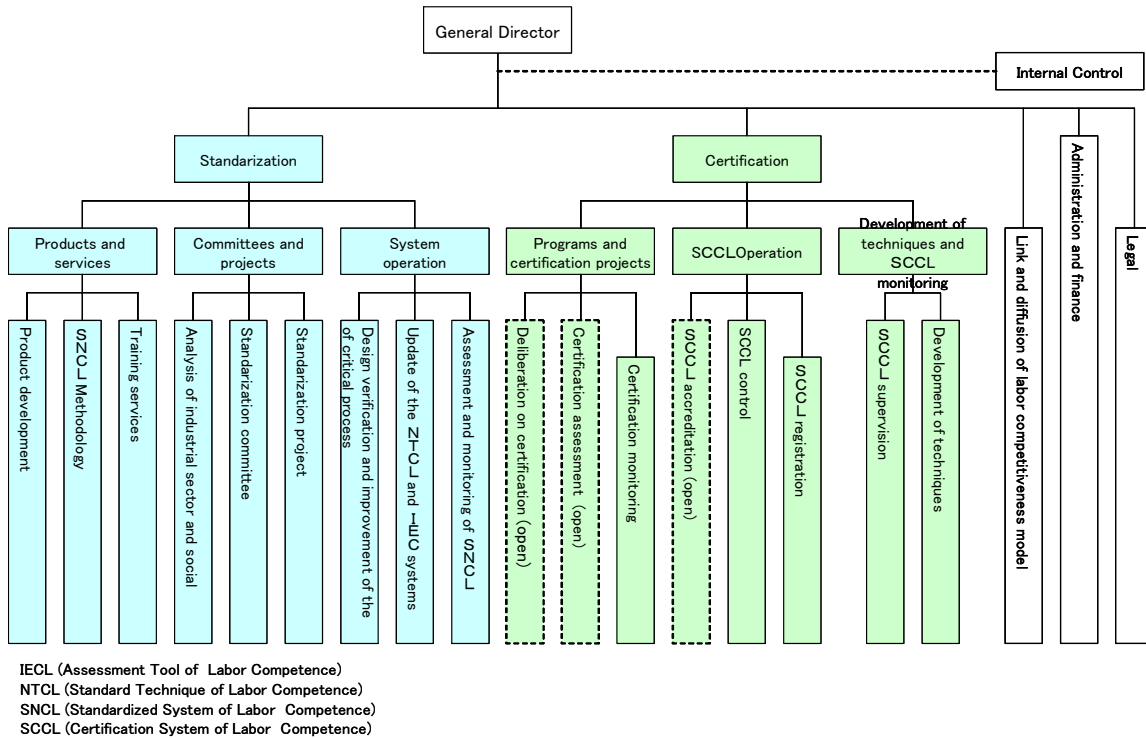 General Director
Internal Control
Standarization
Certification
Products and
services
Committees and
projects
System
operation
Programs and
certification projects
SCCLOperation
Development of
techniques and
SCCL
monitoring
Link and diffusion of labor competitiveness model
Administration and finance
Legal
Product development
SNCL Methodology
Training services
Analysis of industrial sector and social
Standarization committee
Standarization project
Design verification and improvement of the
of critical process
Update of the NTCL and IEC systems
Assessment and monitoring of SNCL
Deliberation on certification (open)
Certification assessment (open)
Certification monitoring
SCCL accreditation (open)
SCCL control
SCCL registration
SCCL supervision
Development of techniques
IECL (Assessment Tool of Labor Competence)
NTCL (Standard Technique of Labor Competence)
SNCL (Standardized System of Labor Competence)
SCCL (Certification System of Labor Competence)